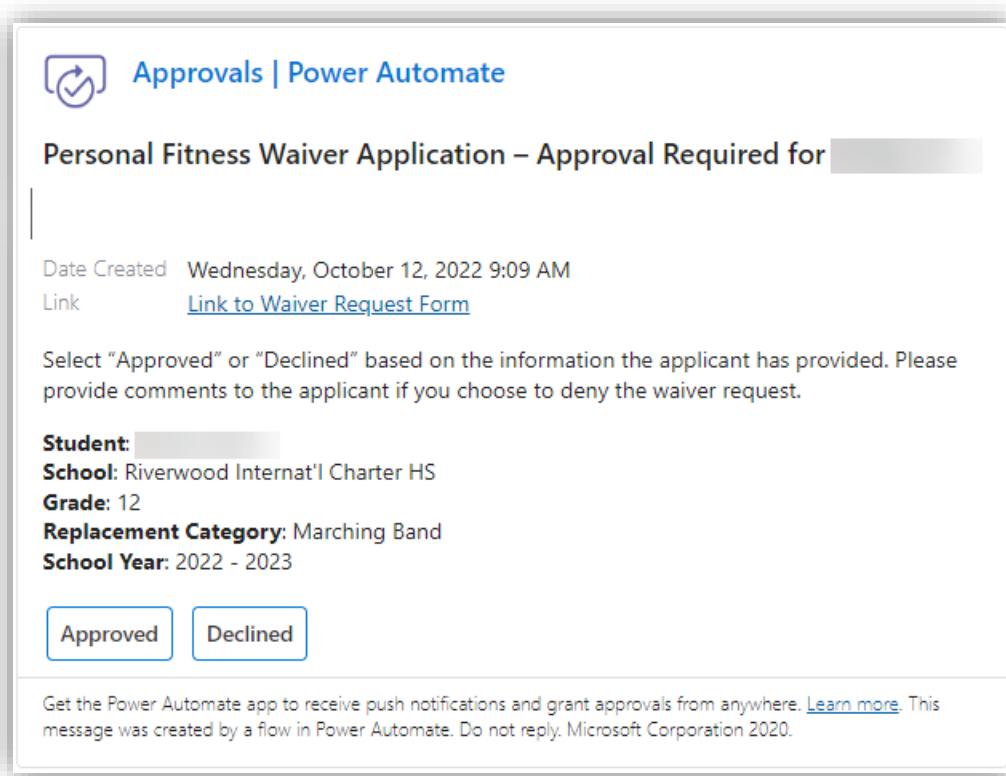 Approvals | Power Automate
Personal Fitness Waiver Application – Approval Required for
Date Created Wednesday, October 12, 2022 9:09 AM
Link Link to Waiver Request Form
Select “Approved” or “Declined” based on the information the applicant has provided. Please
provide comments to the applicant if you choose to deny the waiver request.
Student:
School: Riverwood Internat'l Charter HS
Grade: 12
Replacement Category: Marching Band
School Year: 2022 - 2023
Approved Declined
Get the Power Automate app to receive push notifications and grant approvals from anywhere. Learn more. This
message was created by a flow in Power Automate. Do not reply. Microsoft Corporation 2020.